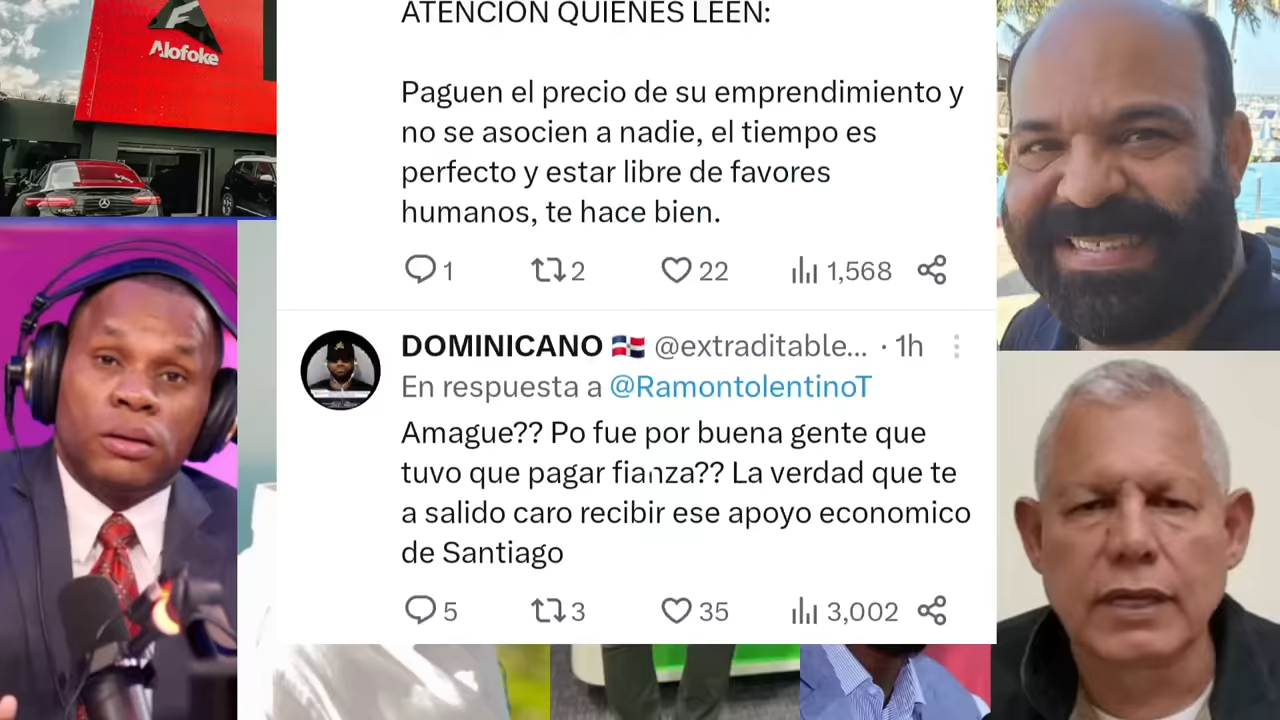 Alofoke
ATENCIÓN QUIENES LEEN:
Paguen el precio de su emprendimiento y
no se asocien a nadie, el tiempo es
perfecto y estar libre de favores
humanos, te hace bien.
1 2 22 1,568
DOMINICANO 🇩🇴 @extraditable... · 1h
En respuesta a @RamontolentinoT
Amague?? Po fue por buena gente que
tuvo que pagar fianza?? La verdad que te
a salido caro recibir ese apoyo economico
de Santiago
5 3 35 3,002